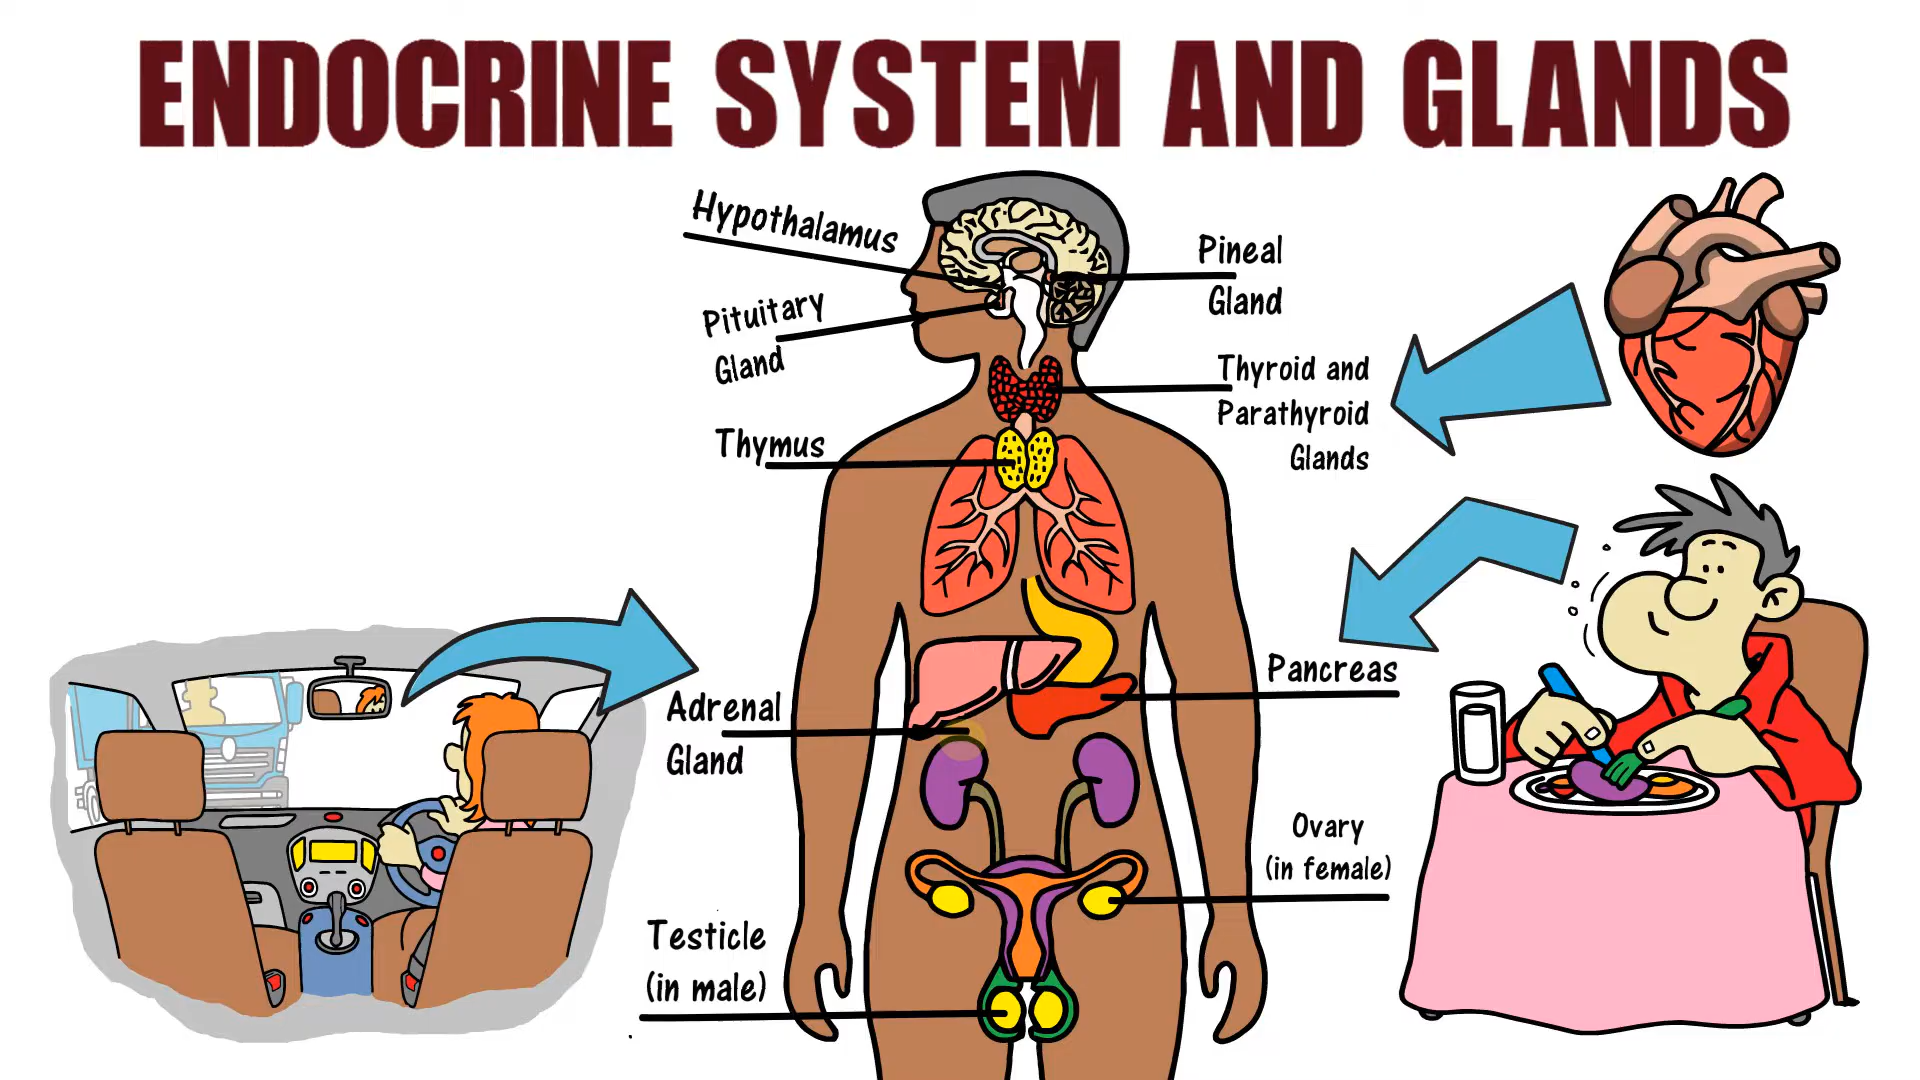 ENDOCRINE SYSTEM AND GLANDS
Hypothalamus
Pineal
Gland
Pituitary
Gland
Thyroid and
Parathyroid
Glands
Thymus
Pancreas
Adrenal
Gland
Ovary
(in female)
Testicle
(in male)